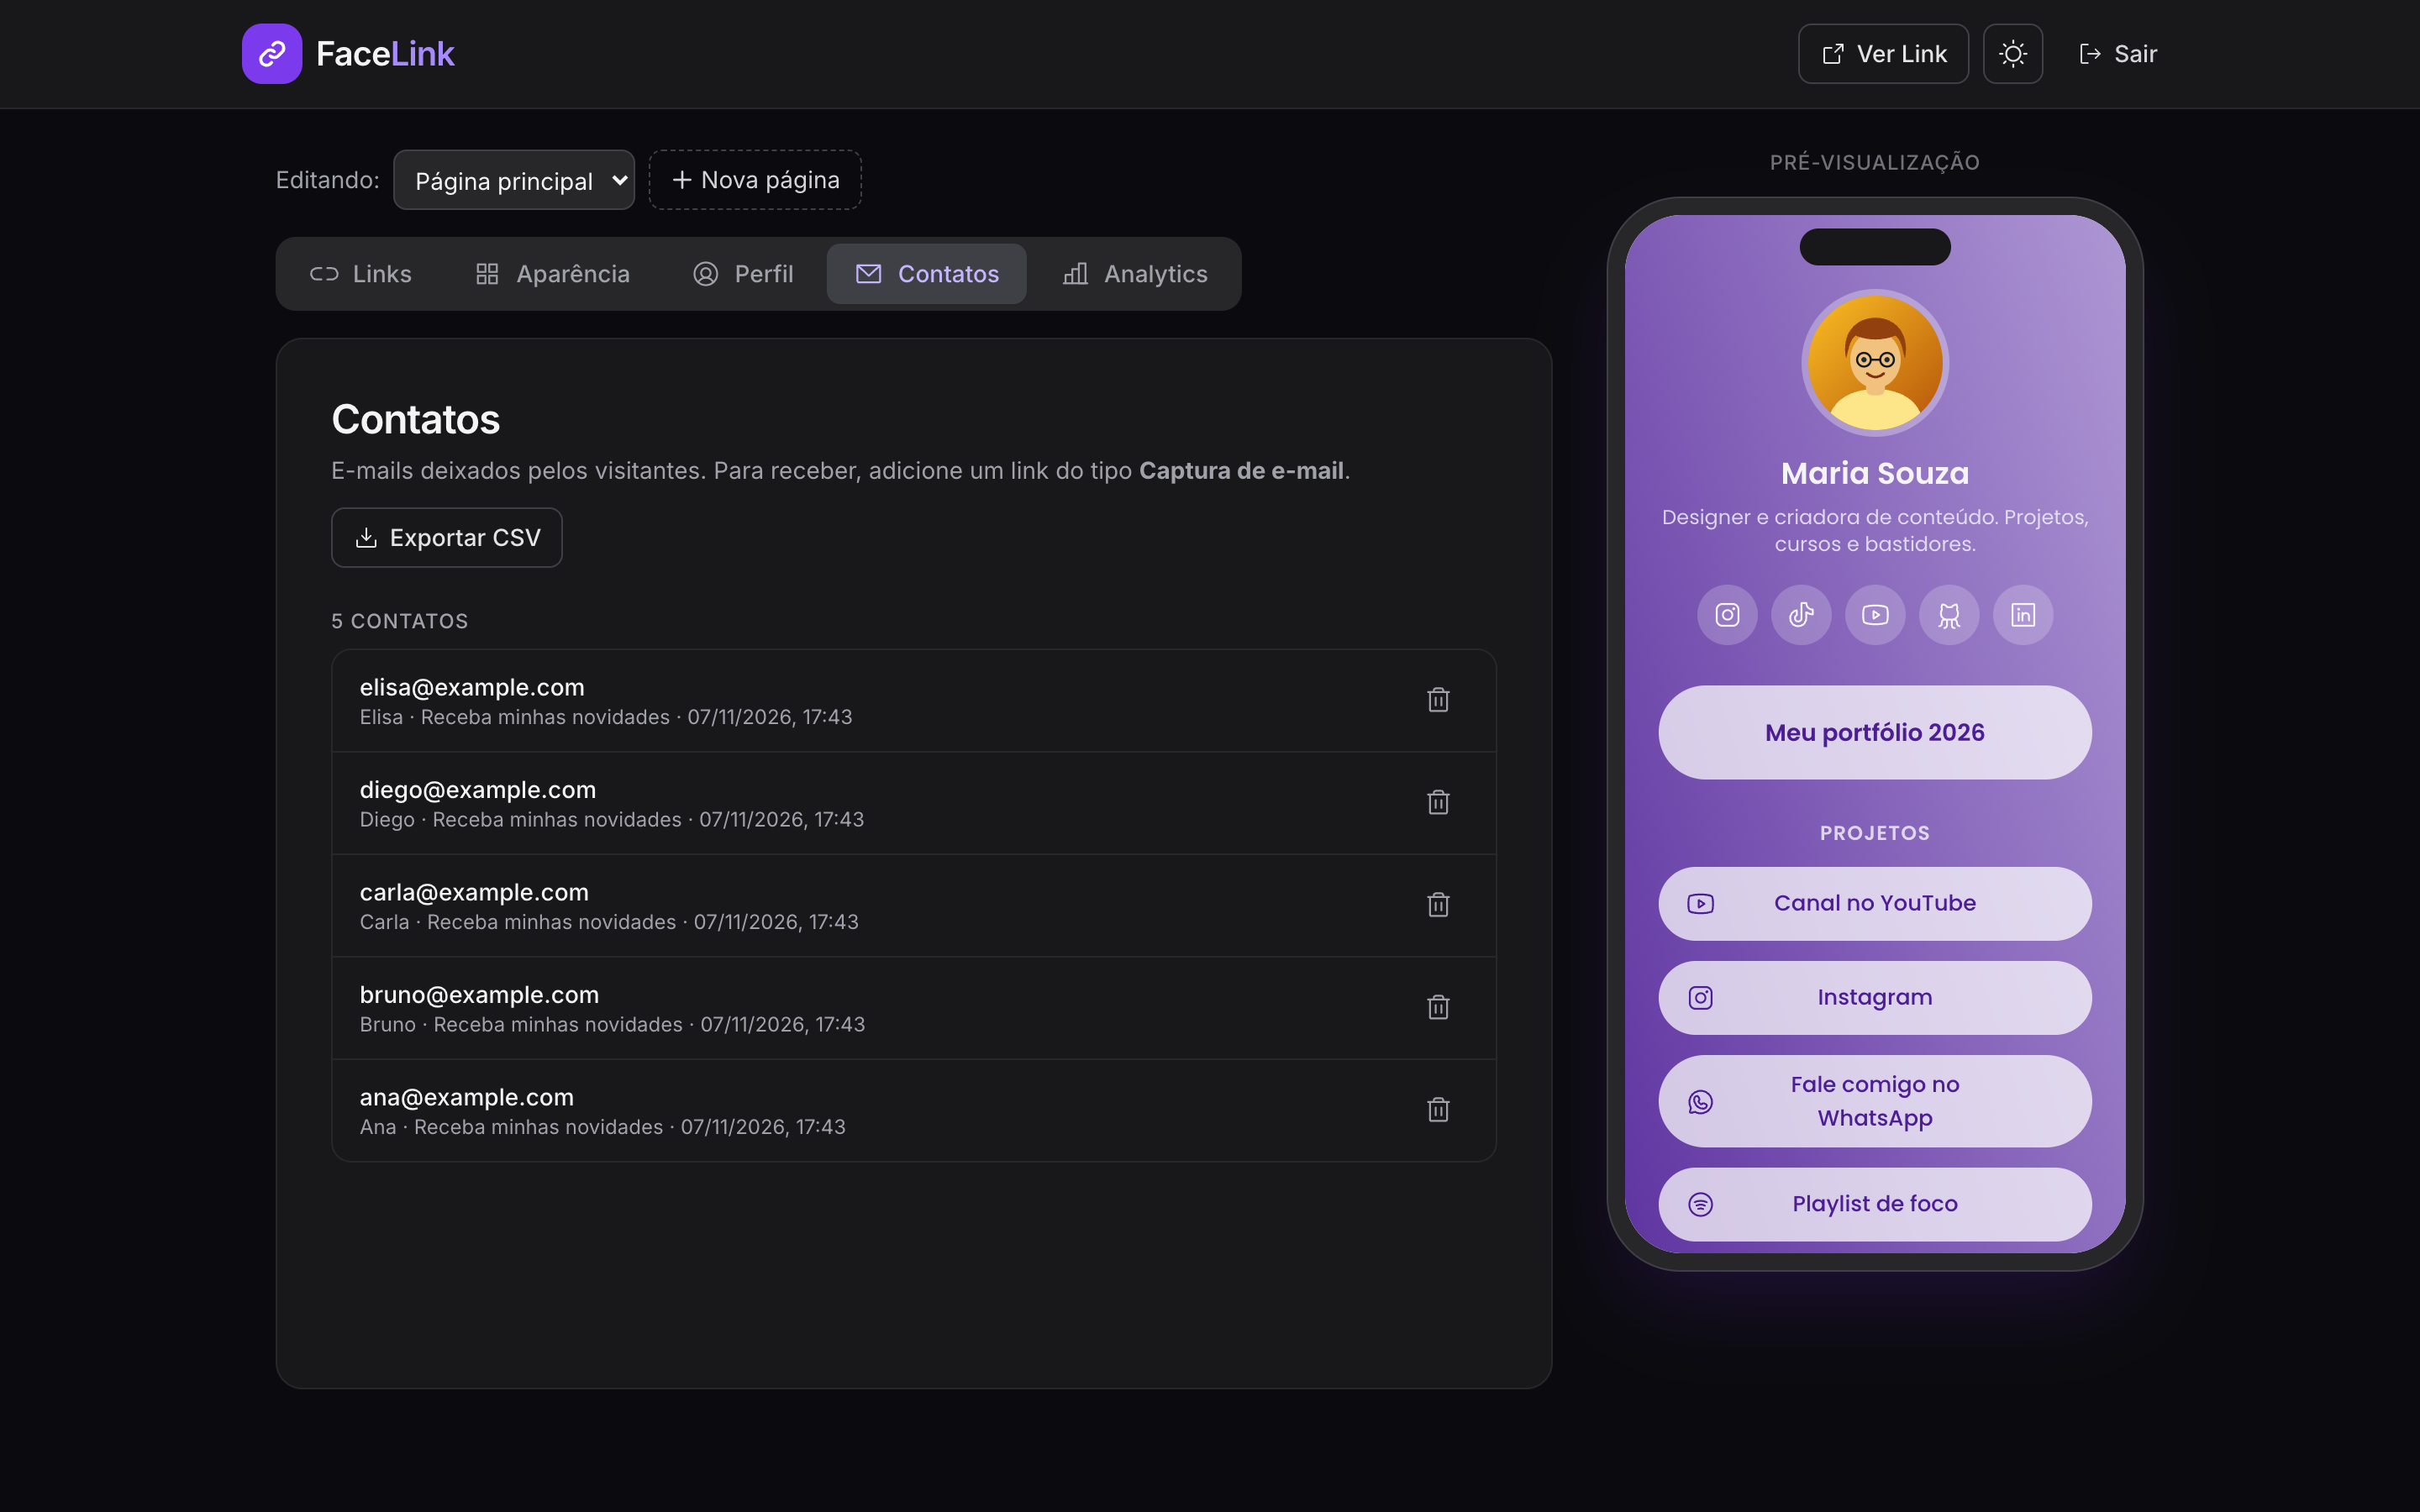 FaceLink
Ver Link
Sair
Editando:
Página principal
Nova página
Links
Aparência
Perfil
Contatos
Analytics
Contatos
E-mails deixados pelos visitantes. Para receber, adicione um link do tipo Captura de e-mail.
Exportar CSV
5 CONTATOS
elisa@example.com
Elisa · Receba minhas novidades · 07/11/2026, 17:43
diego@example.com
Diego · Receba minhas novidades · 07/11/2026, 17:43
carla@example.com
Carla · Receba minhas novidades · 07/11/2026, 17:43
bruno@example.com
Bruno · Receba minhas novidades · 07/11/2026, 17:43
ana@example.com
Ana · Receba minhas novidades · 07/11/2026, 17:43
PRÉ-VISUALIZAÇÃO
Maria Souza
Designer e criadora de conteúdo. Projetos,
cursos e bastidores.
Meu portfólio 2026
PROJETOS
Canal no YouTube
Instagram
Fale comigo no
WhatsApp
Playlist de foco